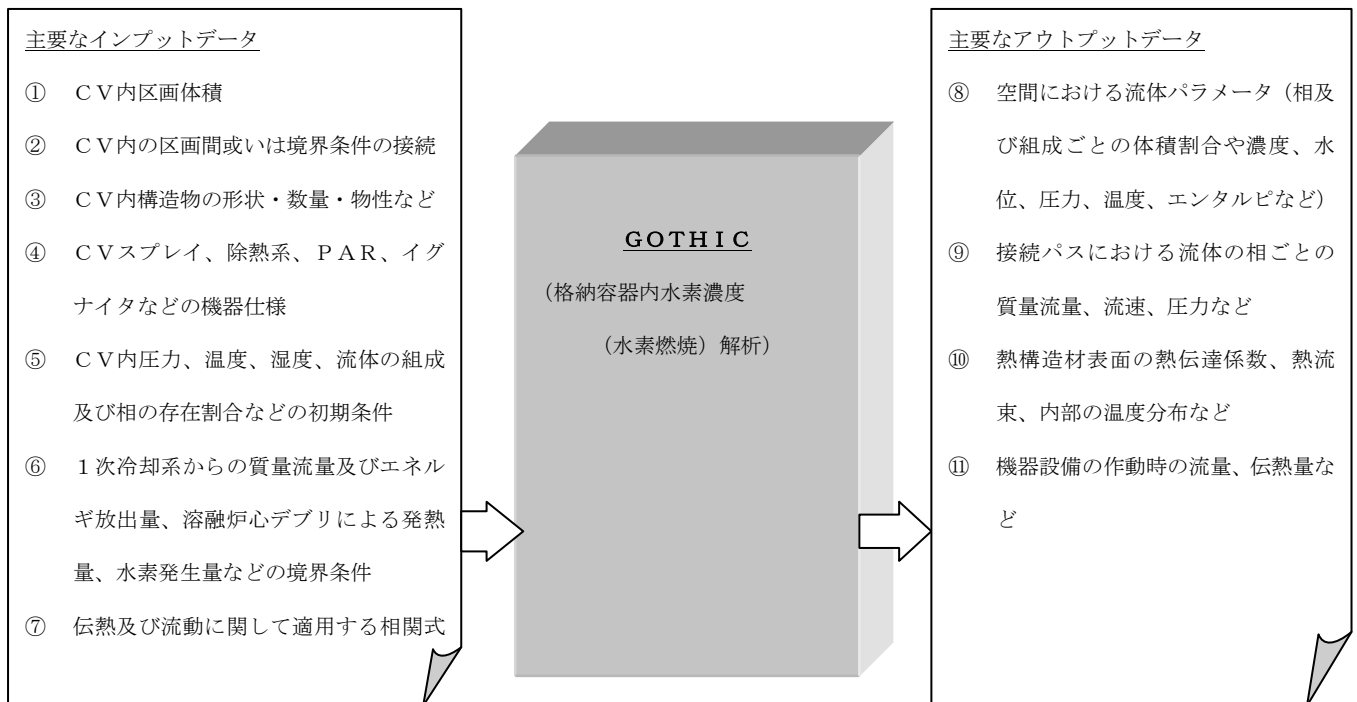 主要なインプットデータ
① ＣＶ内区画体積
② ＣＶ内の区画間或いは境界条件の接続
③ ＣＶ内構造物の形状・数量・物性など
④ ＣＶスプレイ、除熱系、ＰＡＲ、イグ
ナイタなどの機器仕様
⑤ ＣＶ内圧力、温度、湿度、流体の組成
及び相の存在割合などの初期条件
⑥ １次冷却系からの質量流量及びエネル
ギ放出量、溶融炉心デブリによる発熱
量、水素発生量などの境界条件
⑦ 伝熱及び流動に関して適用する相関式
ＧＯＴＨＩＣ
（格納容器内水素濃度
（水素燃焼）解析）
主要なアウトプットデータ
⑧ 空間における流体パラメータ（相及
び組成ごとの体積割合や濃度、水
位、圧力、温度、エンタルピなど）
⑨ 接続パスにおける流体の相ごとの
質量流量、流速、圧力など
⑩ 熱構造材表面の熱伝達係数、熱流
束、内部の温度分布など
⑪ 機器設備の作動時の流量、伝熱量な
ど